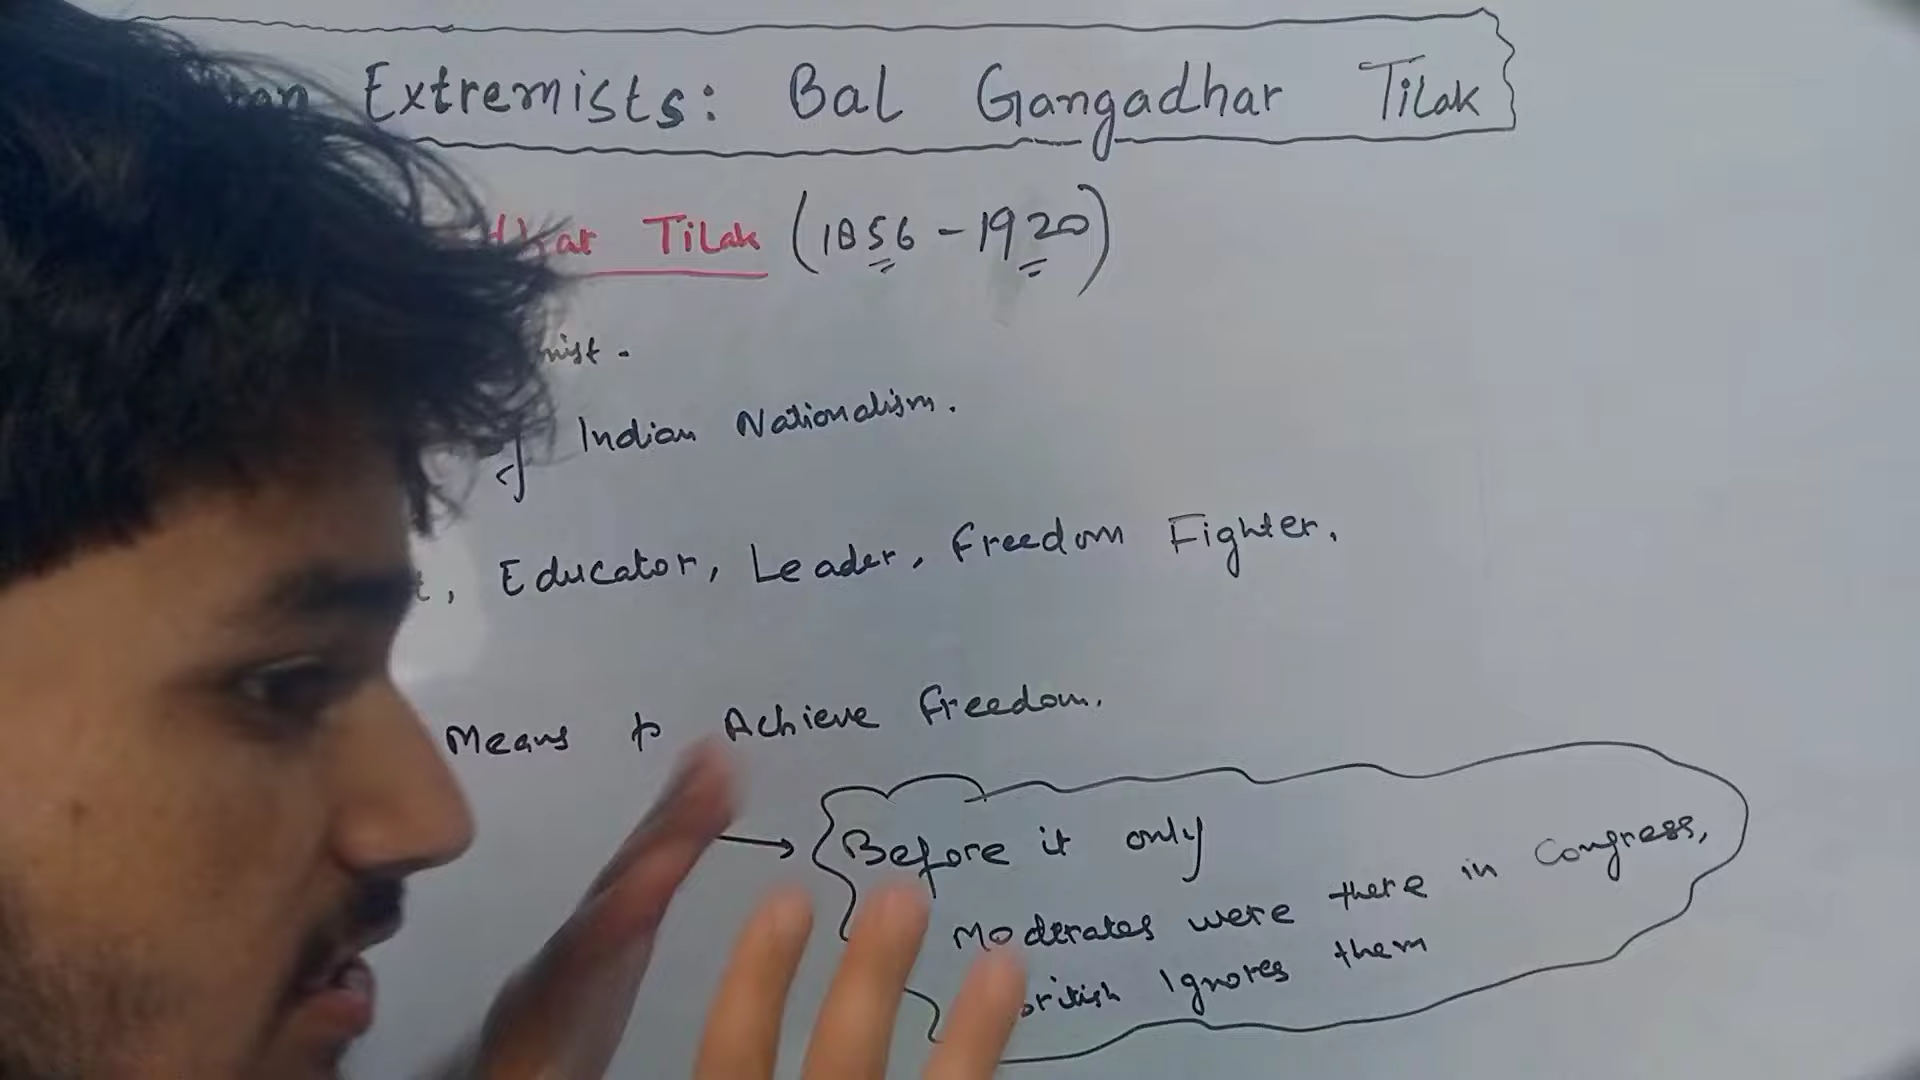 Extremists: Bal Gangadhar Tilak
Tilak (1856-1920)
Indian Nationalism.
Educator, Leader, Freedom Fighter.
Means to Achieve Freedom.
Before it only
Moderates were there in Congress,
Ignores them